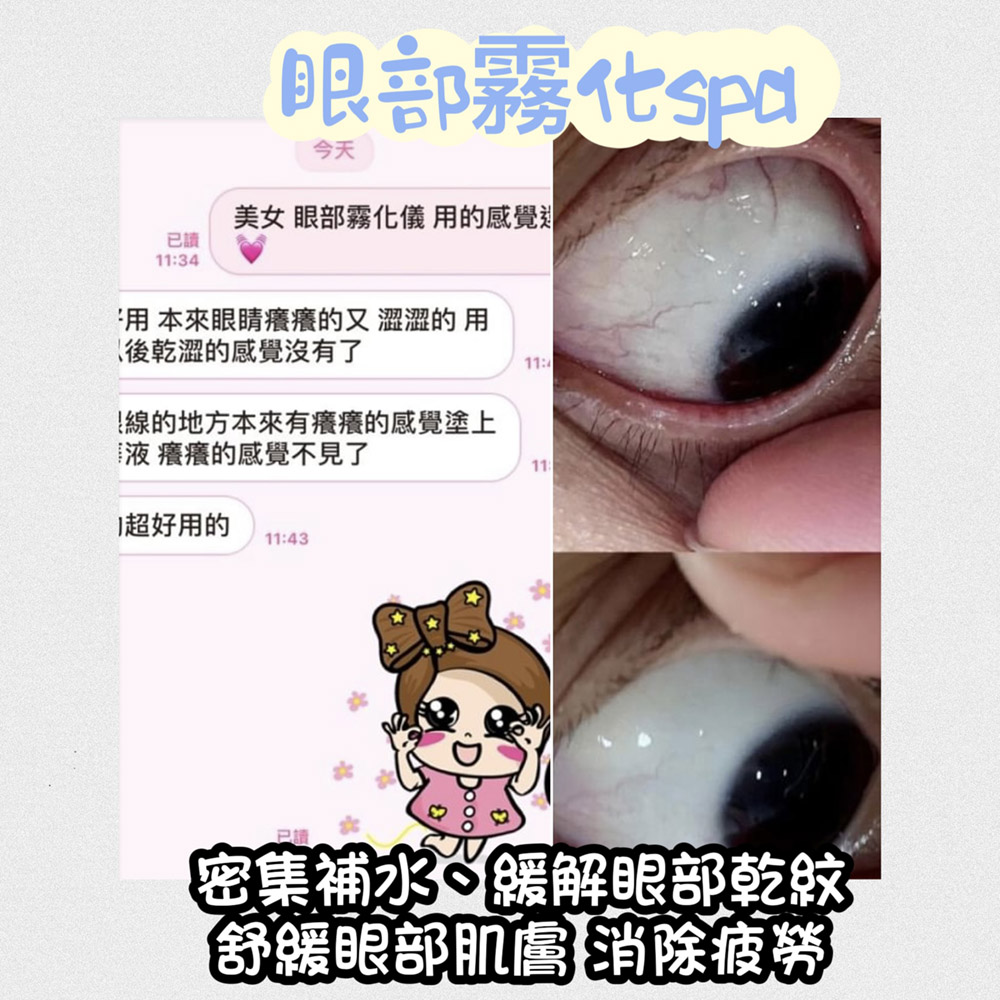 眼部霧化spa
今天
美女 眼部霧化儀 用的感覺
已讀
11:34
用 本來眼睛癢癢的又 澀澀的 用
後乾澀的感覺沒有了
線的地方本來有癢癢的感覺塗上
液 癢癢的感覺不見了
超好用的
11:43
已讀
密集補水、緩解眼部乾紋
舒緩眼部肌膚 消除疲勞